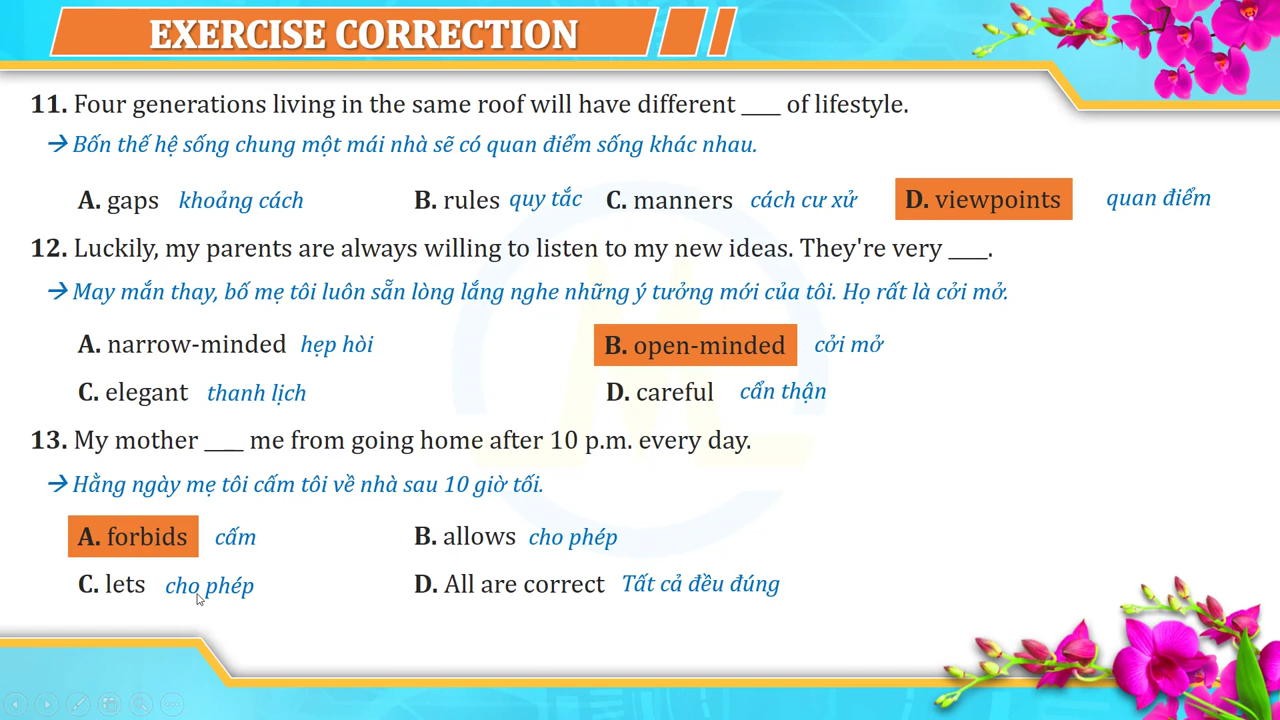 EXERCISE CORRECTION
11. Four generations living in the same roof will have different ____ of lifestyle.
→ Bốn thế hệ sống chung một mái nhà sẽ có quan điểm sống khác nhau.
A. gaps khoảng cách B. rules quy tắc C. manners cách cư xử D. viewpoints quan điểm
12. Luckily, my parents are always willing to listen to my new ideas. They're very ____.
→ May mắn thay, bố mẹ tôi luôn sẵn lòng lắng nghe những ý tưởng mới của tôi. Họ rất là cởi mở.
A. narrow-minded hẹp hòi B. open-minded cởi mở
C. elegant thanh lịch D. careful cẩn thận
13. My mother ____ me from going home after 10 p.m. every day.
→ Hằng ngày mẹ tôi cấm tôi về nhà sau 10 giờ tối.
A. forbids cấm B. allows cho phép
C. lets cho phép D. All are correct Tất cả đều đúng